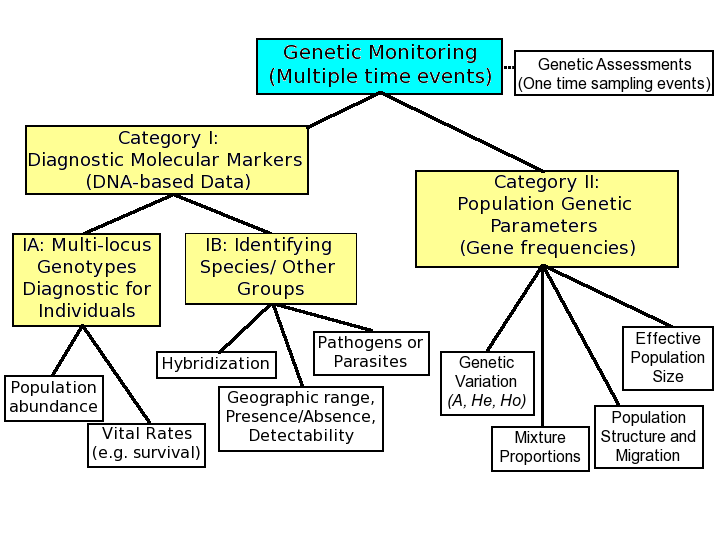 Genetic Monitoring
(Multiple time events)
Genetic Assessments
(One time sampling events)
Category I:
Diagnostic Molecular Markers
(DNA-based Data)
Category II:
Population Genetic
Parameters
(Gene frequencies)
IA: Multi-locus
Genotypes
Diagnostic for
Individuals
IB: Identifying
Species/ Other
Groups
Population
abundance
Vital Rates
(e.g. survival)
Hybridization
Geographic range,
Presence/Absence,
Detectability
Pathogens or
Parasites
Genetic
Variation
(A, He, Ho)
Mixture
Proportions
Population
Structure and
Migration
Effective
Population
Size